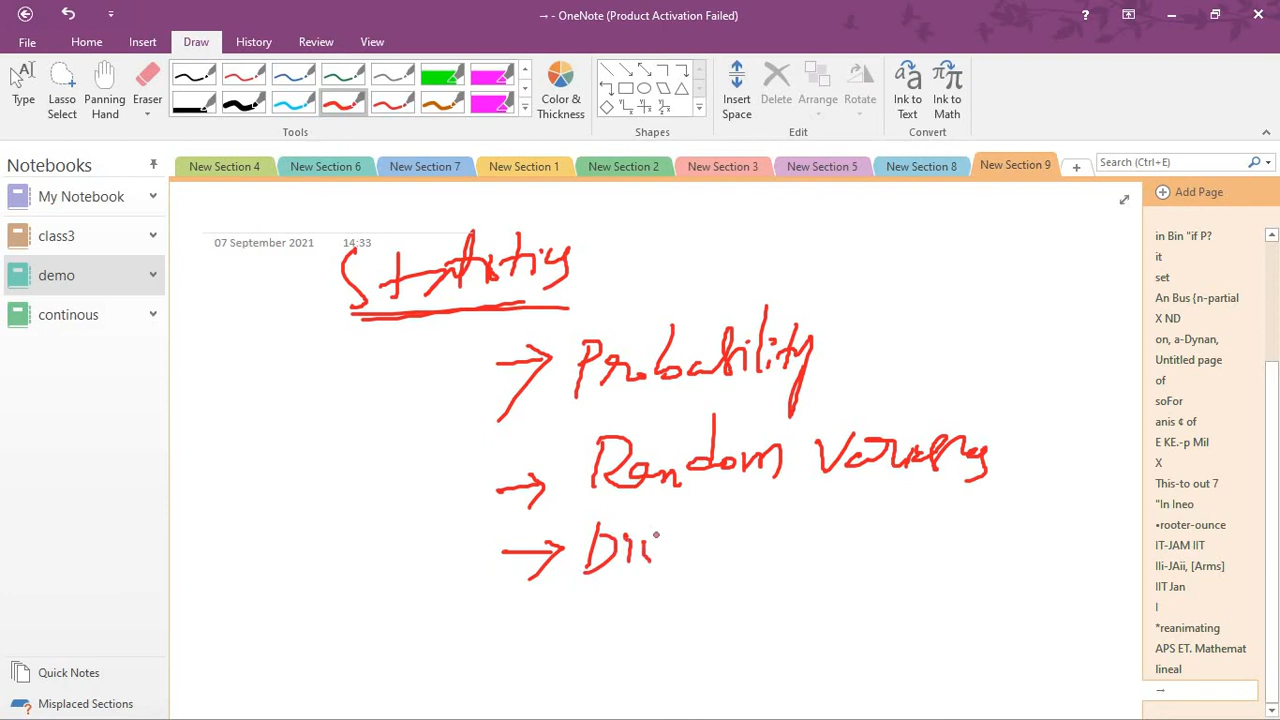 → - OneNote (Product Activation Failed)
File Home Insert Draw History Review View
Type
Lasso Select
Panning Hand
Eraser
Color & Thickness
Insert Space
Delete
Arrange
Rotate
Ink to Text
Ink to Math
Tools
Shapes
Edit
Convert
Notebooks
New Section 4 New Section 6 New Section 7 New Section 1 New Section 2 New Section 3 New Section 5 New Section 8 New Section 9
Search (Ctrl+E)
My Notebook
class3
demo
continous
Quick Notes
Misplaced Sections
07 September 2021 14:33
Statistics
→ Probability
→ Random Variables
→ Dis
Add Page
in Bin "if P?
it
set
An Bus {n-partial
X ND
on, a-Dynan,
Untitled page
of
soFor
anis ¢ of
E KE.-p Mil
X
This-to out 7
"In Ineo
•rooter-ounce
IT-JAM IIT
IIi-JAii, [Arms]
IIT Jan
I
*reanimating
APS ET. Mathemat
lineal
→